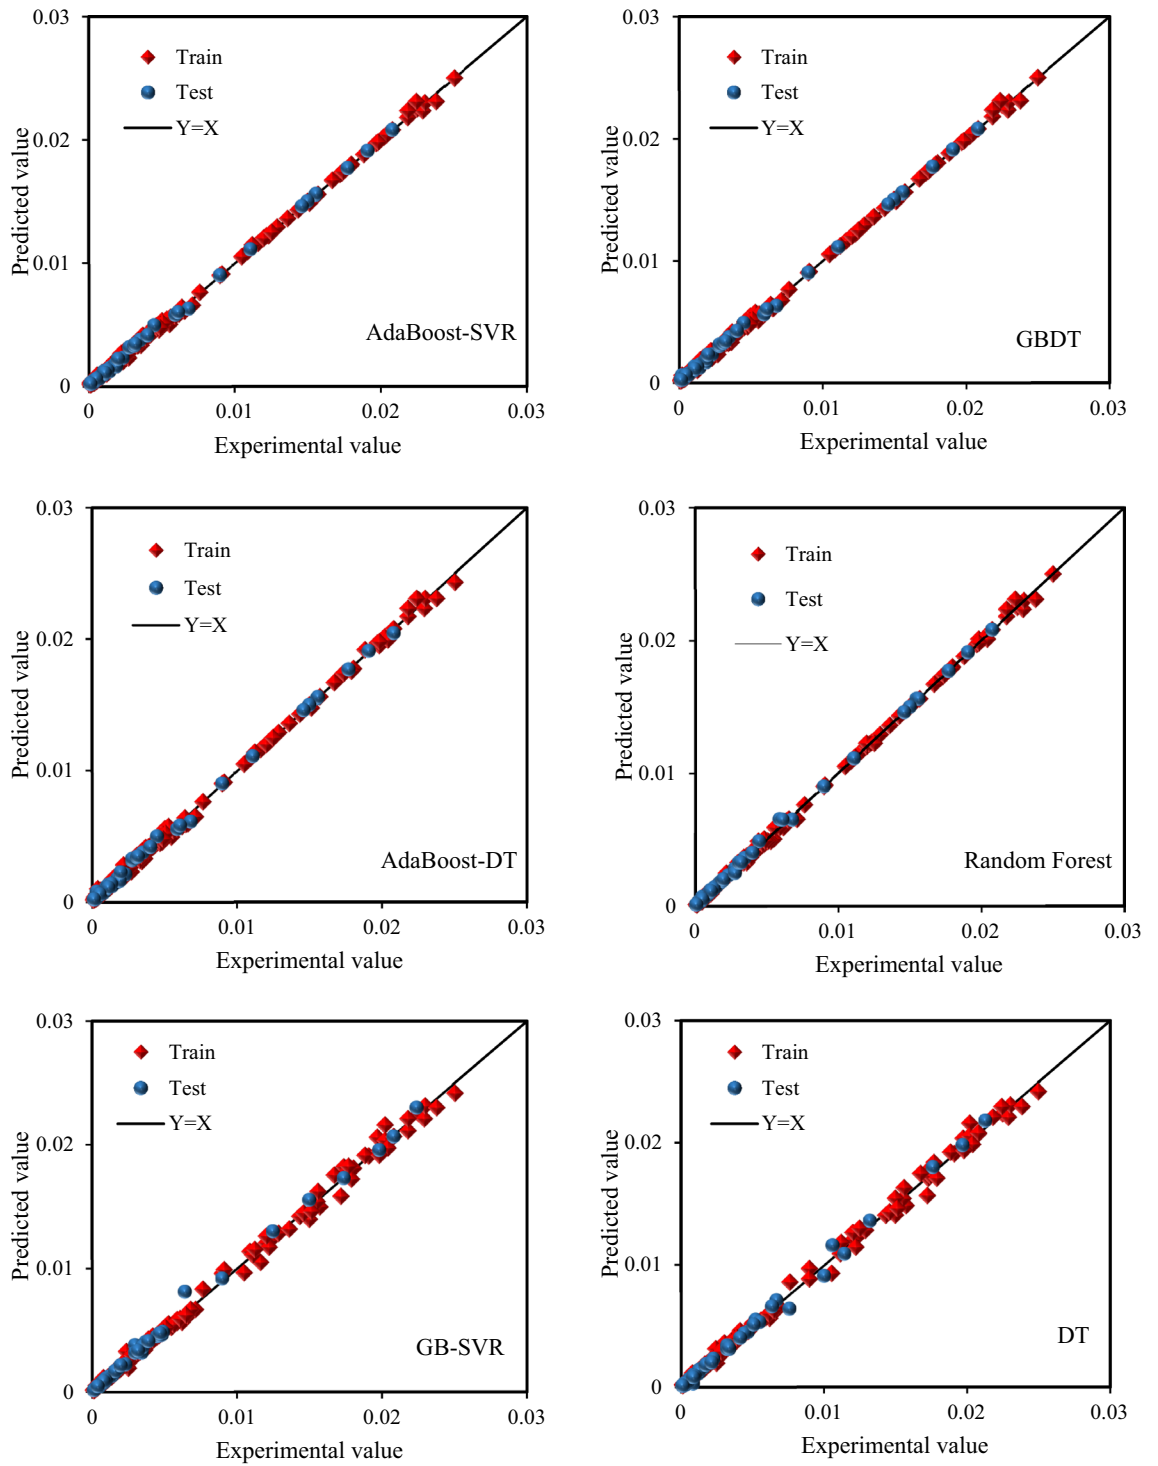 0.03
Train
Test
Y=X
0.02
Predicted value
0.01
AdaBoost-SVR
0
0 0.01 0.02 0.03
Experimental value
0.03
Train
Test
Y=X
0.02
Predicted value
0.01
GBDT
0
0 0.01 0.02 0.03
Experimental value
0.03
Train
Test
Y=X
0.02
Predicted value
0.01
AdaBoost-DT
0
0 0.01 0.02 0.03
Experimental value
0.03
Train
Test
Y=X
0.02
Predicted value
0.01
Random Forest
0
0 0.01 0.02 0.03
Experimental value
0.03
Train
Test
Y=X
0.02
Predicted value
0.01
GB-SVR
0
0 0.01 0.02 0.03
Experimental value
0.03
Train
Test
Y=X
0.02
Predicted value
0.01
DT
0
0 0.01 0.02 0.03
Experimental value